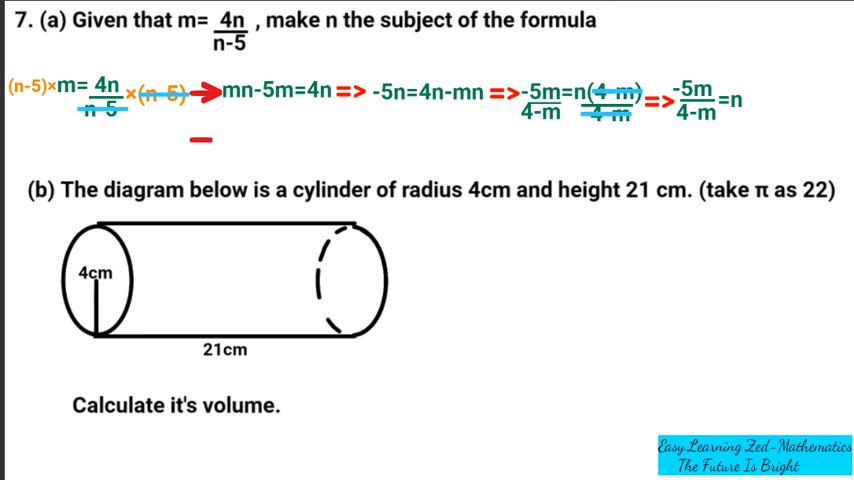 7. (a) Given that m= 4n , make n the subject of the formula
n-5
(n-5)×m= 4n ×(n-5) mn-5m=4n => -5n=4n-mn => -5m=n(4-m) => -5m =n
n-5 4-m 4-m 4-m
(b) The diagram below is a cylinder of radius 4cm and height 21 cm. (take π as 22)
4cm
21cm
Calculate it's volume.
Easy Learning Zed-Mathematics
The Future Is Bright